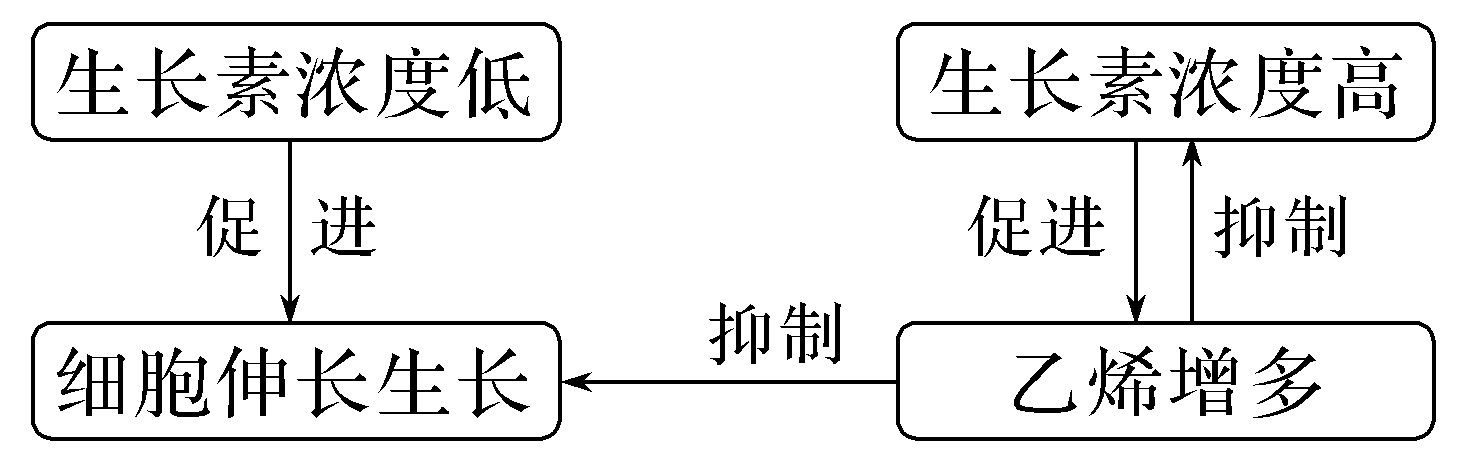 生长素浓度低
生长素浓度高
促进
促进
抑制
抑制
细胞伸长生长
乙烯增多